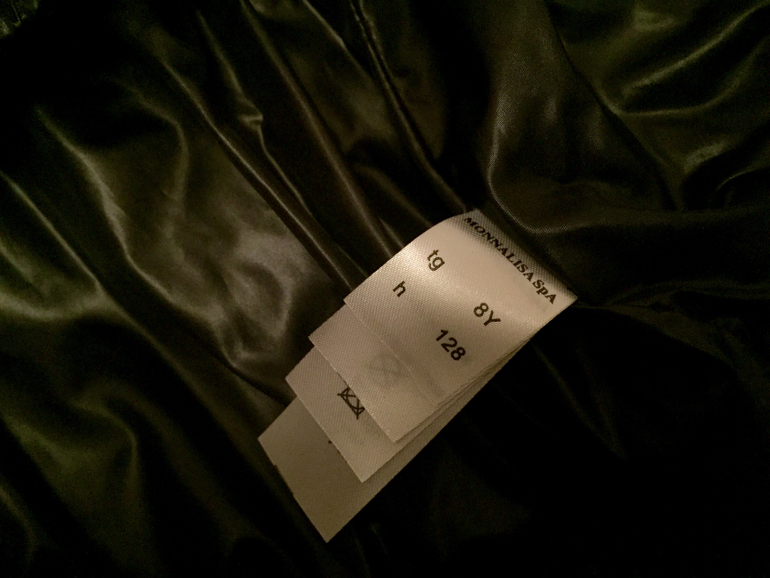 MONNALISA SpA
tg 8Y
h 128